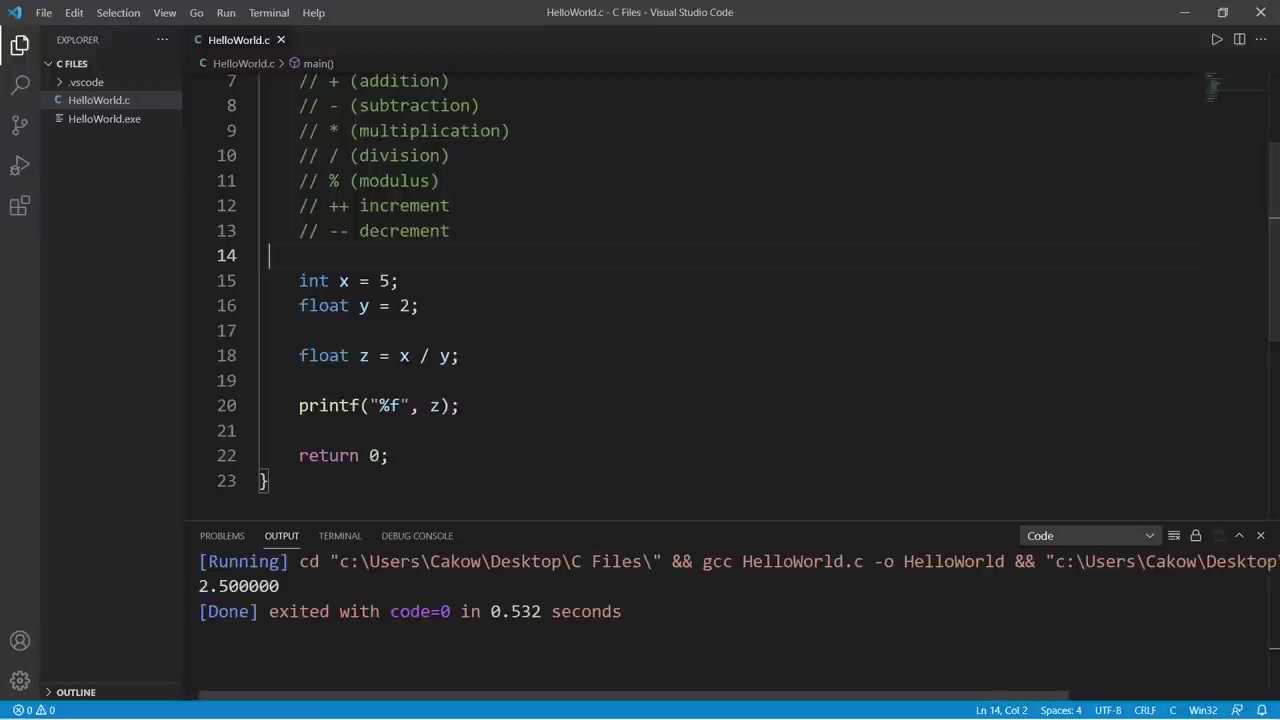 File Edit Selection View Go Run Terminal Help HelloWorld.c - C Files - Visual Studio Code
EXPLORER
HelloWorld.c
C FILES
HelloWorld.c > main()
.vscode
HelloWorld.c
HelloWorld.exe
7 // + (addition)
8 // - (subtraction)
9 // * (multiplication)
10 // / (division)
11 // % (modulus)
12 // ++ increment
13 // -- decrement
14
15 int x = 5;
16 float y = 2;
17
18 float z = x / y;
19
20 printf("%f", z);
21
22 return 0;
23 }
PROBLEMS OUTPUT TERMINAL DEBUG CONSOLE Code
[Running] cd "c:\Users\Cakow\Desktop\C Files\" && gcc HelloWorld.c -o HelloWorld && "c:\Users\Cakow\Desktop
2.500000
[Done] exited with code=0 in 0.532 seconds
OUTLINE
0 0 Ln 14, Col 2 Spaces: 4 UTF-8 CRLF C Win32